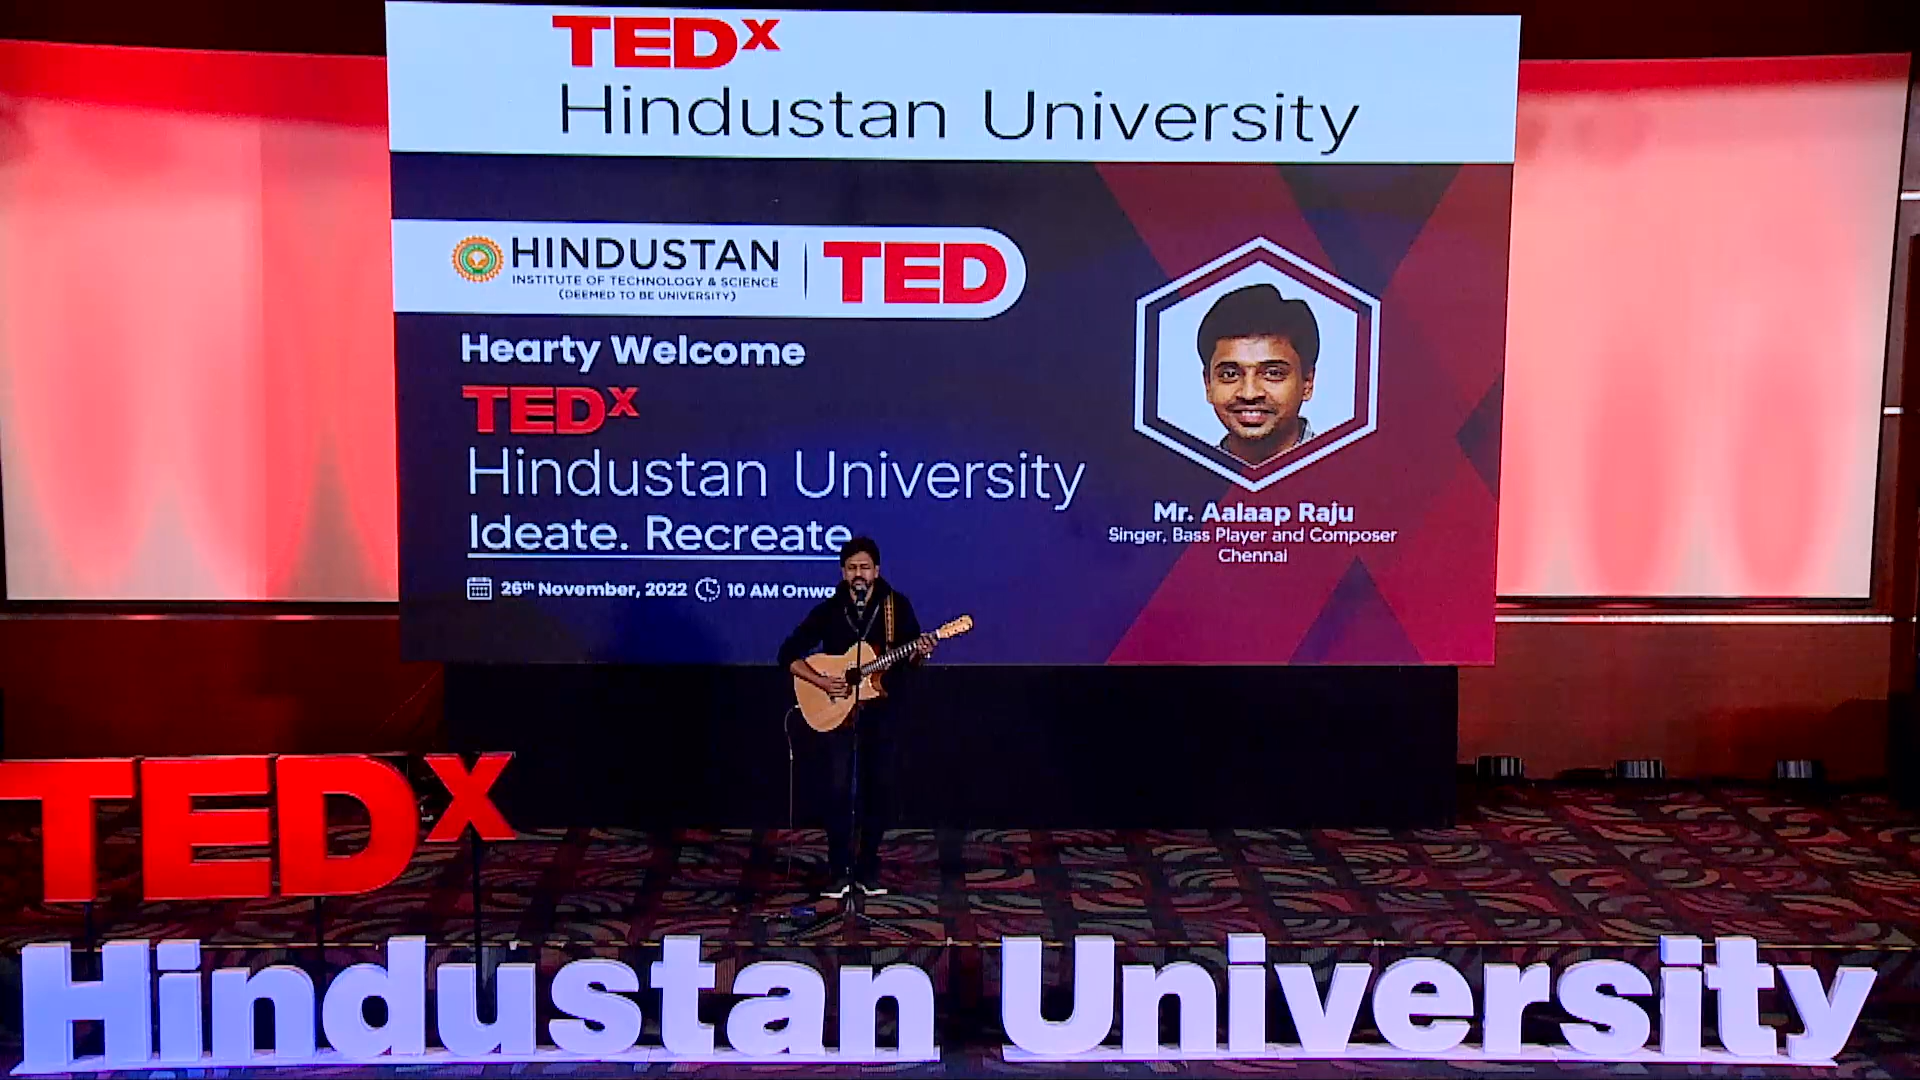 TEDx
Hindustan University
HINDUSTAN
INSTITUTE OF TECHNOLOGY & SCIENCE
(DEEMED TO BE UNIVERSITY)
TED
Hearty Welcome
TEDx
Hindustan University
Ideate. Recreate
26th November, 2022 10 AM
Mr. Aalaap Raju
Singer, Bass Player and Composer
Chennai
TEDx
Hindustan University